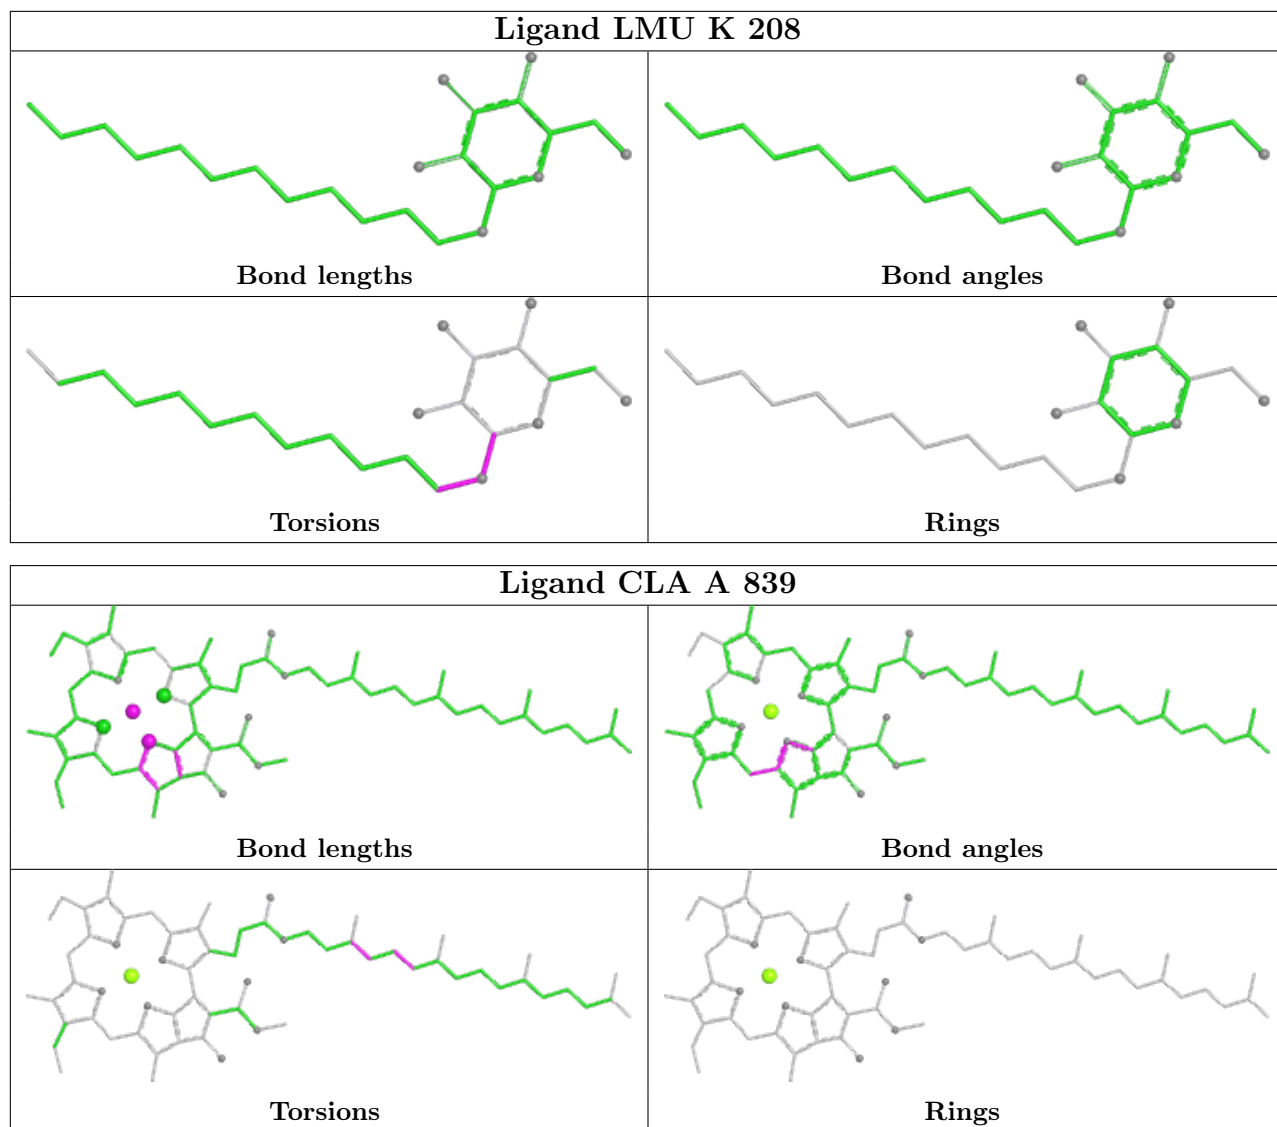 Ligand LMU K 208
Bond lengths
Bond angles
Torsions
Rings
Ligand CLA A 839
Bond lengths
Bond angles
Torsions
Rings